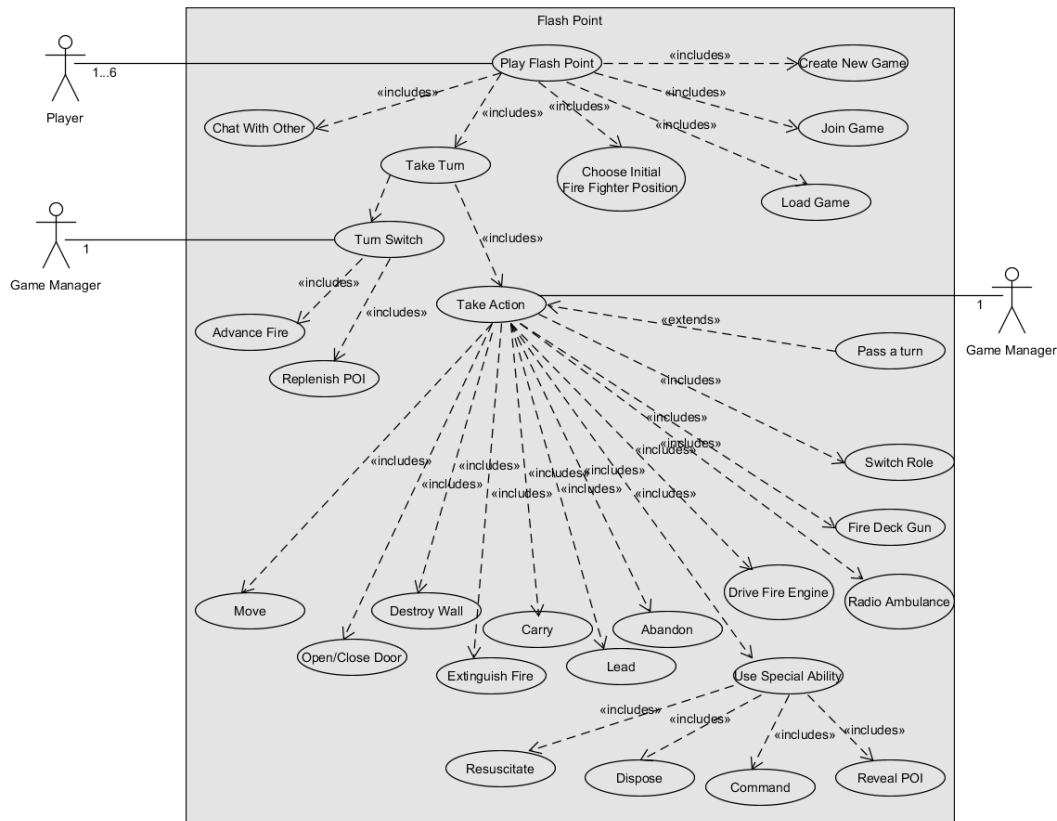 Flash Point
Player
1...6
Play Flash Point
«includes»
Create New Game
«includes»
«includes»
«includes»
«includes»
«includes»
Chat With Other
Join Game
Take Turn
Choose Initial
Fire Fighter Position
Load Game
Game Manager
1
Turn Switch
«includes»
«includes»
«includes»
Advance Fire
Replenish POI
Take Action
1
Game Manager
«extends»
Pass a turn
«includes»
Switch Role
«includes»
«includes»
Fire Deck Gun
Radio Ambulance
«includes»
«includes»
«includes»
«includes»
«includes»
«includes»
«includes»
«includes»
«includes»
Move
Open/Close Door
Destroy Wall
Extinguish Fire
Carry
Lead
Abandon
Drive Fire Engine
Use Special Ability
«includes»
«includes»
«includes»
«includes»
Resuscitate
Dispose
Command
Reveal POI